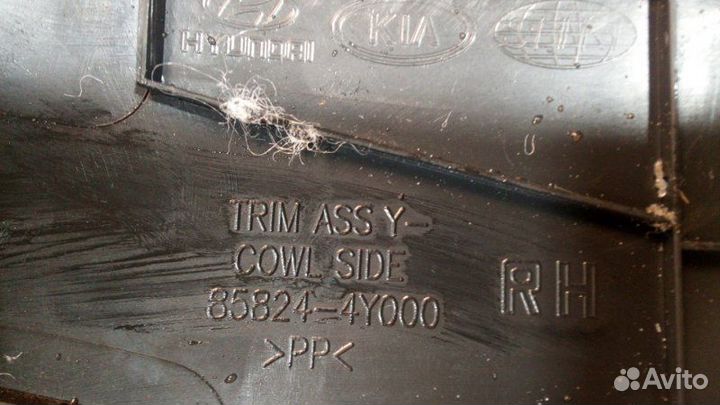 HYUNDAI
KIA
TRIM ASS Y-
COWL SIDE
85824-4Y000
>PP<
RH
Avito